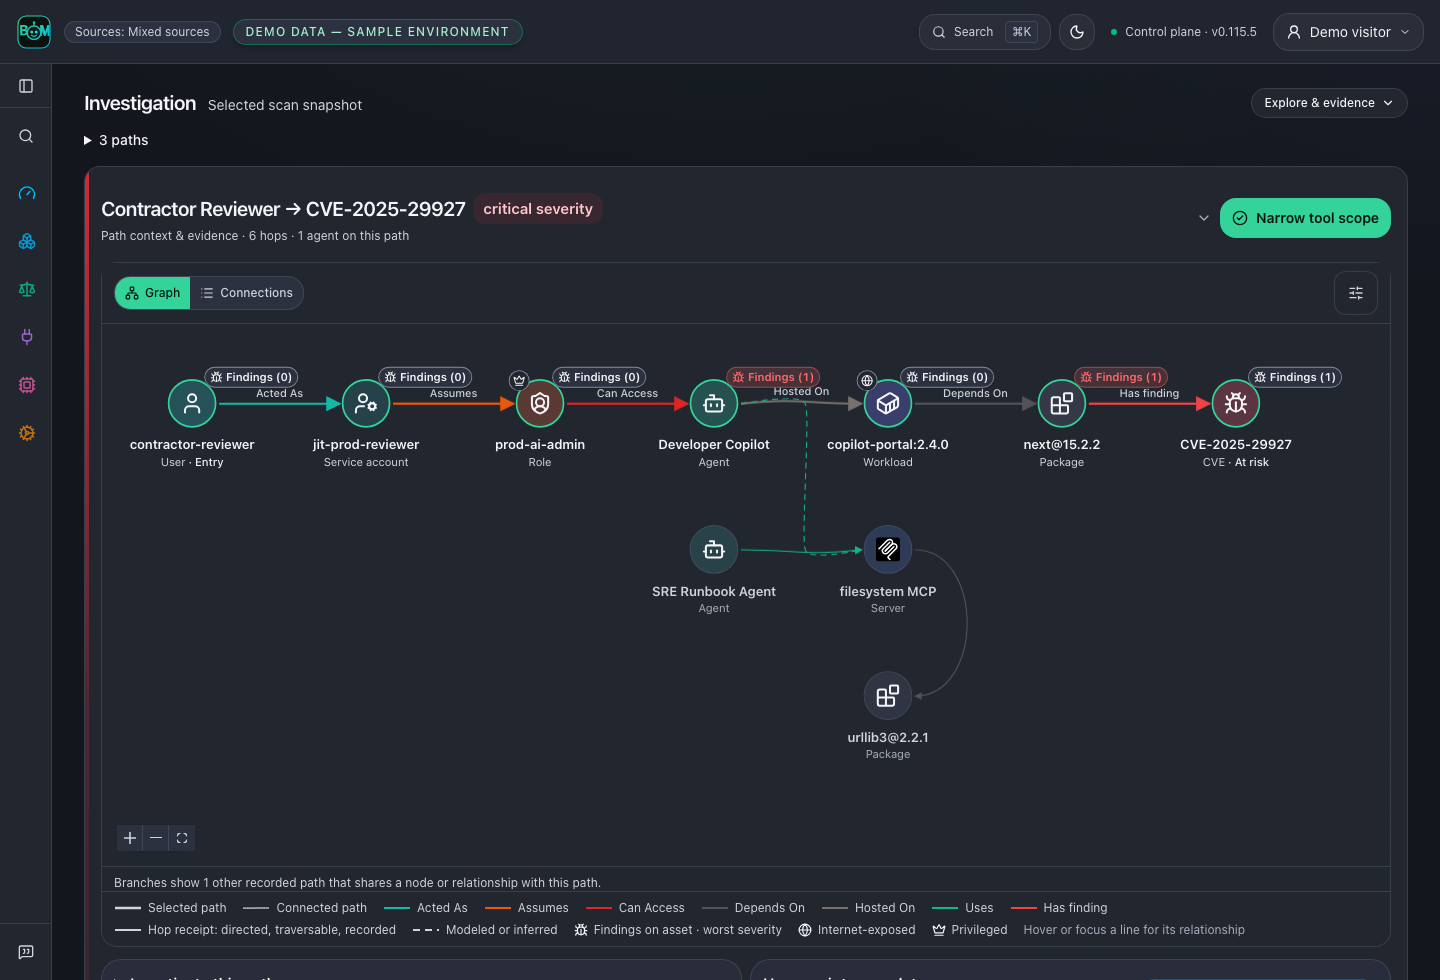 BOM
Sources: Mixed sources
DEMO DATA — SAMPLE ENVIRONMENT
Search
⌘K
Control plane · v0.115.5
Demo visitor
Investigation
Selected scan snapshot
Explore & evidence
3 paths
Contractor Reviewer → CVE-2025-29927
critical severity
Path context & evidence · 6 hops · 1 agent on this path
Narrow tool scope
Graph
Connections
Findings (0)
Findings (0)
Findings (0)
Findings (1)
Findings (0)
Findings (1)
Findings (1)
Acted As
Assumes
Can Access
Hosted On
Depends On
Has finding
contractor-reviewer
User · Entry
jit-prod-reviewer
Service account
prod-ai-admin
Role
Developer Copilot
Agent
copilot-portal:2.4.0
Workload
next@15.2.2
Package
CVE-2025-29927
CVE · At risk
SRE Runbook Agent
Agent
filesystem MCP
Server
urllib3@2.2.1
Package
Branches show 1 other recorded path that shares a node or relationship with this path.
Selected path
Connected path
Acted As
Assumes
Can Access
Depends On
Hosted On
Uses
Has finding
Hop receipt: directed, traversable, recorded
Modeled or inferred
Findings on asset · worst severity
Internet-exposed
Privileged
Hover or focus a line for its relationship